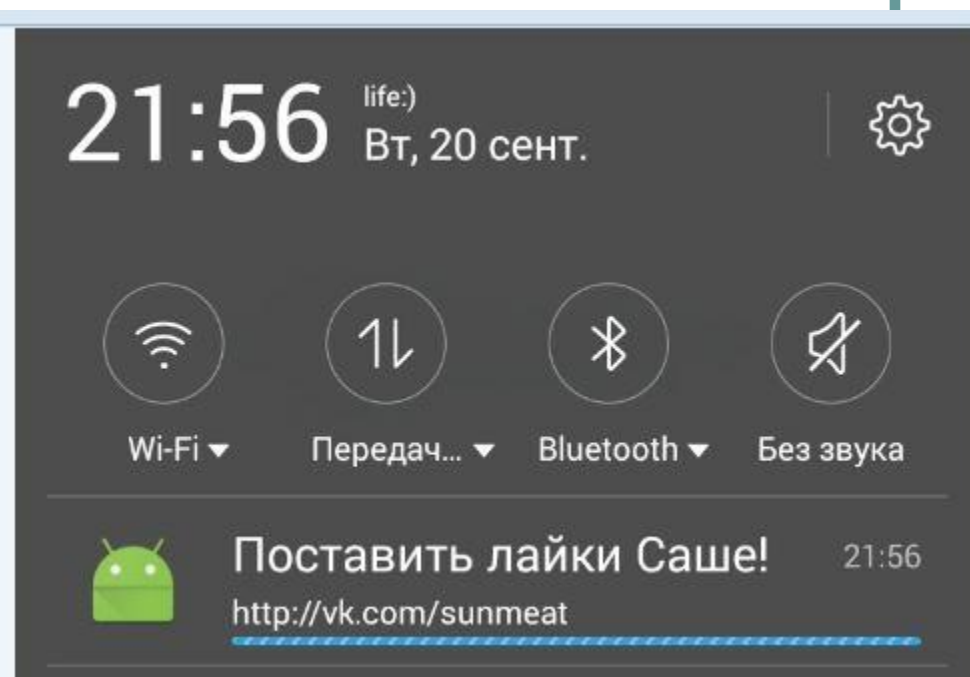 21:56
life:)
Вт, 20 сент.
Wi-Fi
Передач...
Bluetooth
Без звука
Поставить лайки Саше!
21:56
http://vk.com/sunmeat